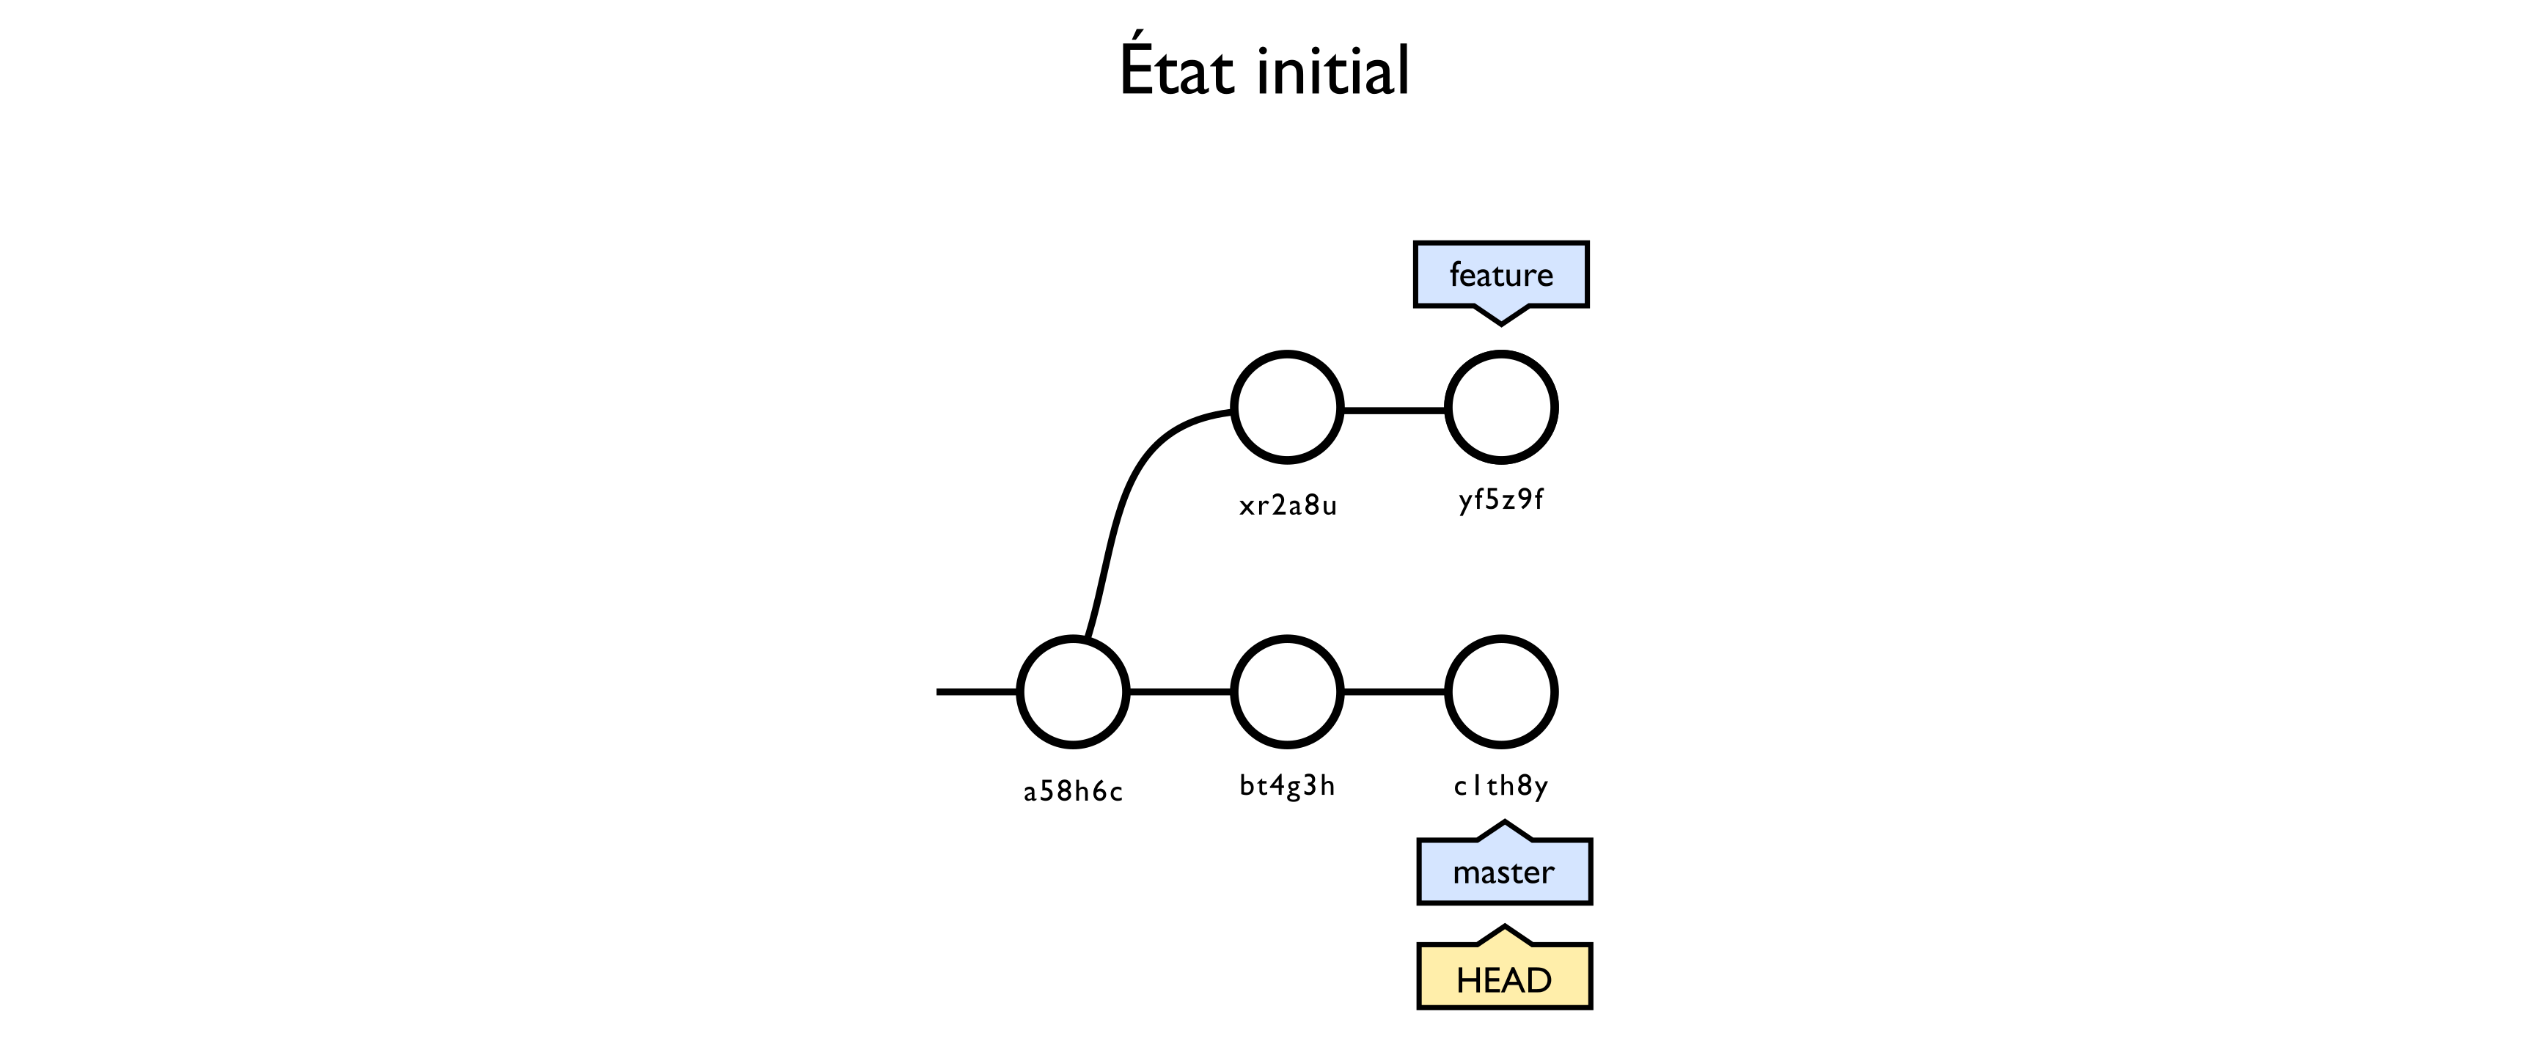 État initial
feature
xr2a8u
yf5z9f
a58h6c
bt4g3h
c1th8y
master
HEAD